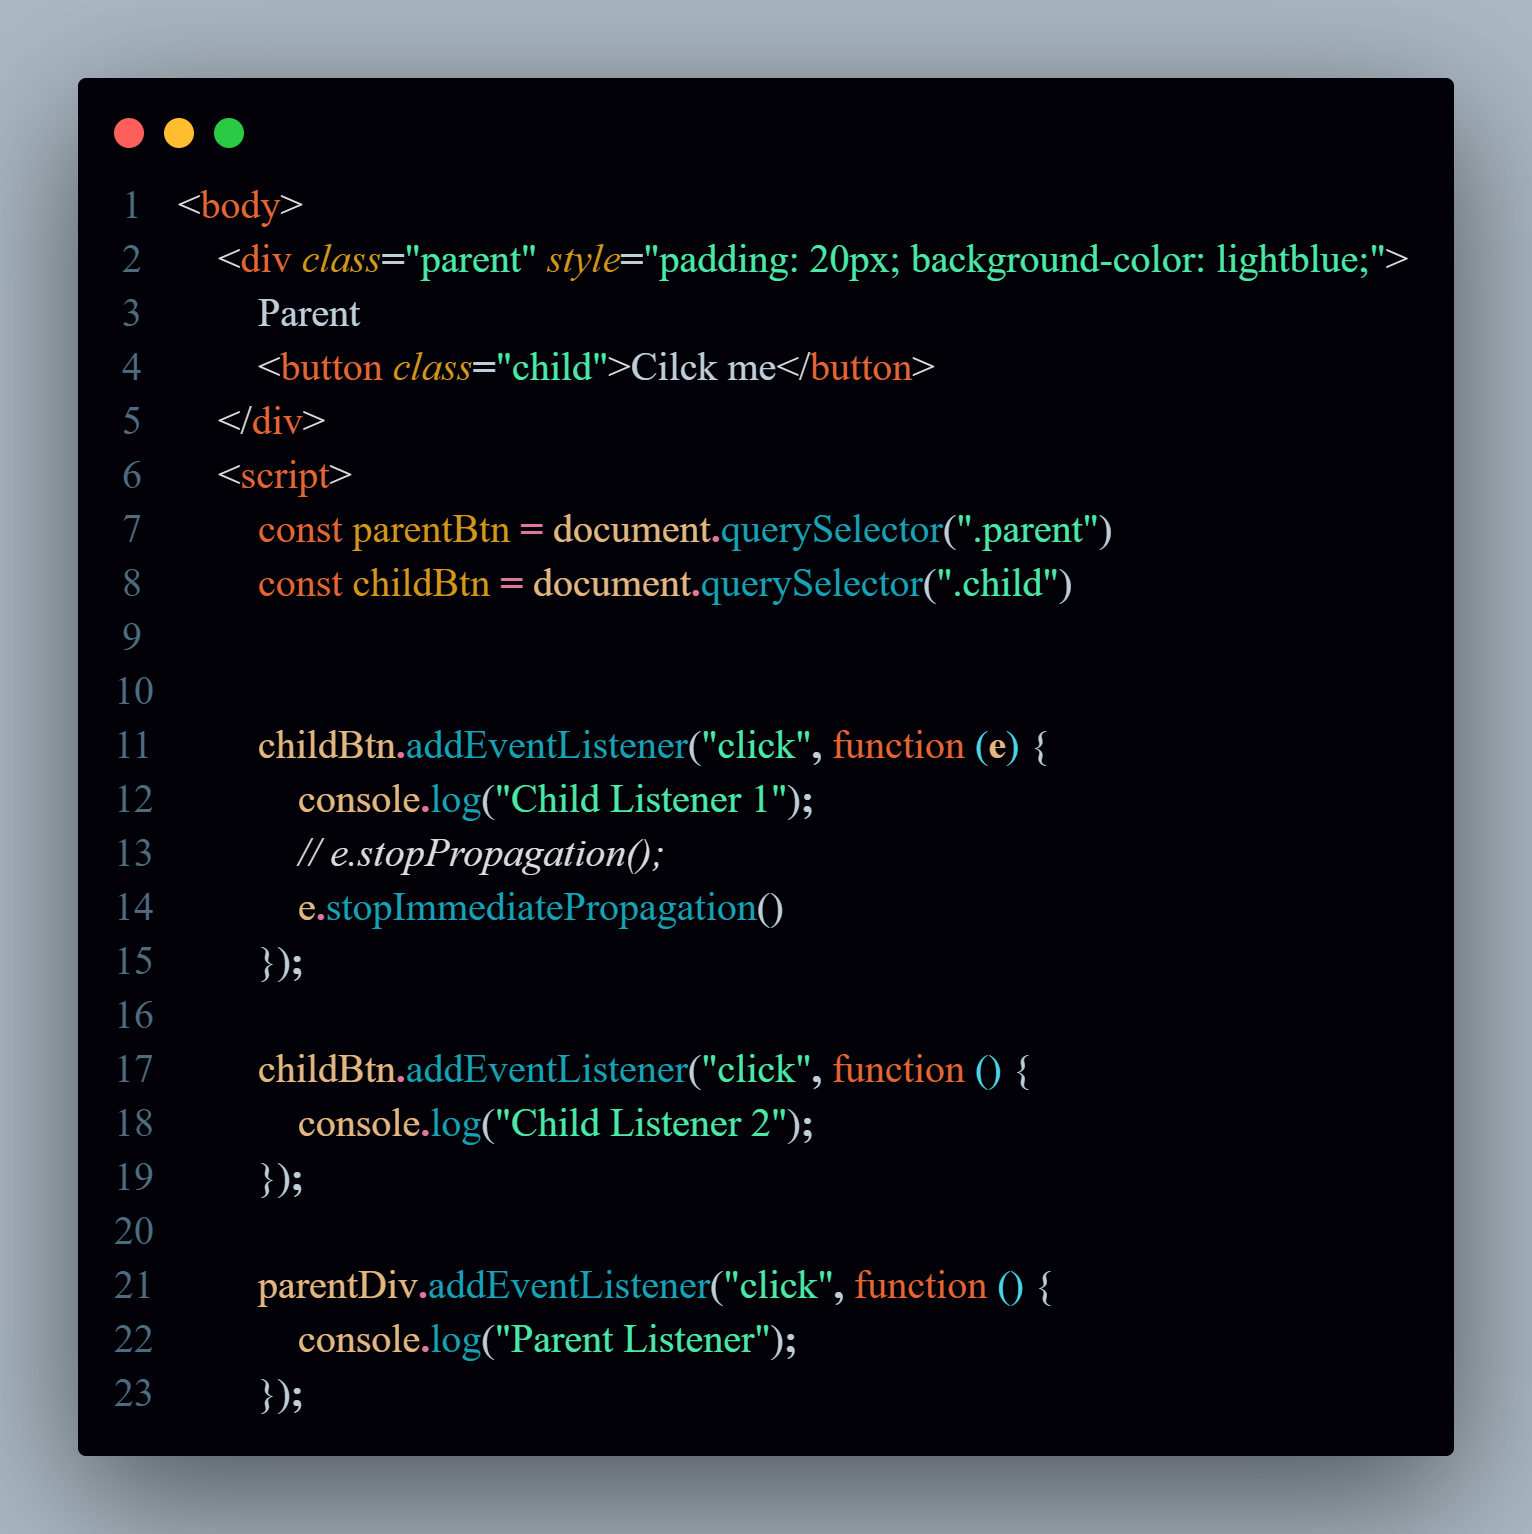 1 <body>
2 <div class="parent" style="padding: 20px; background-color: lightblue;">
3 Parent
4 <button class="child">Cilck me</button>
5 </div>
6 <script>
7 const parentBtn = document.querySelector(".parent")
8 const childBtn = document.querySelector(".child")
9
10
11 childBtn.addEventListener("click", function (e) {
12 console.log("Child Listener 1");
13 // e.stopPropagation();
14 e.stopImmediatePropagation()
15 });
16
17 childBtn.addEventListener("click", function () {
18 console.log("Child Listener 2");
19 });
20
21 parentDiv.addEventListener("click", function () {
22 console.log("Parent Listener");
23 });